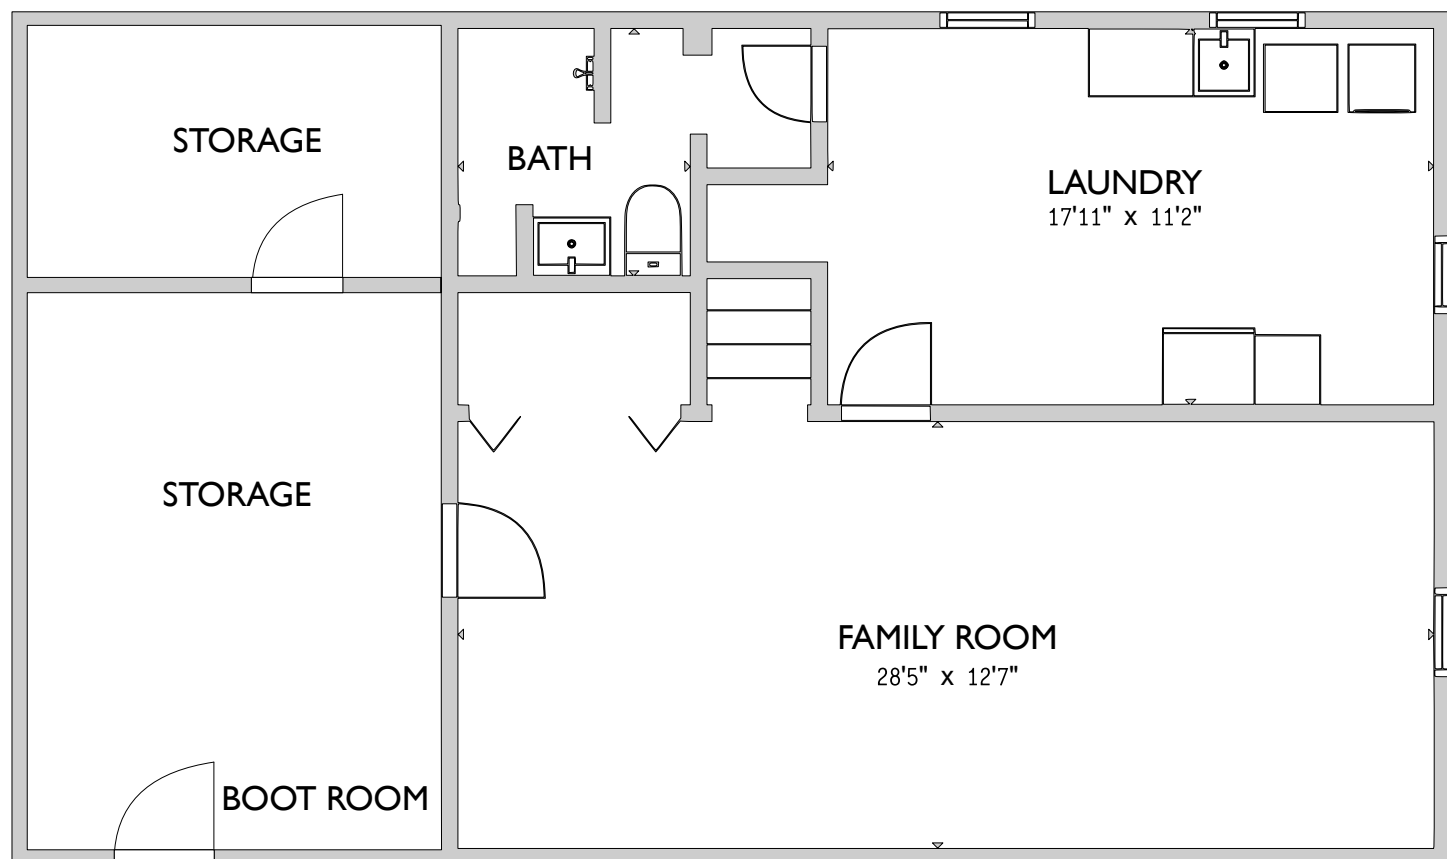 STORAGE
BATH
LAUNDRY
17'11" x 11'2"
STORAGE
FAMILY ROOM
28'5" x 12'7"
BOOT ROOM